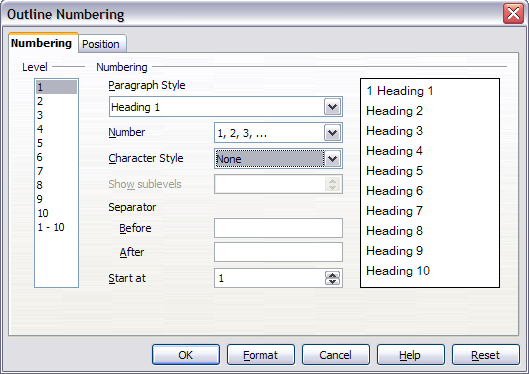 Outline Numbering
Numbering Position
Level
1
2
3
4
5
6
7
8
9
10
1 - 10
Numbering
Paragraph Style
Heading 1
Number 1, 2, 3, ...
Character Style None
Show sublevels
Separator
Before
After
Start at 1
1 Heading 1
Heading 2
Heading 3
Heading 4
Heading 5
Heading 6
Heading 7
Heading 8
Heading 9
Heading 10
OK Format Cancel Help Reset